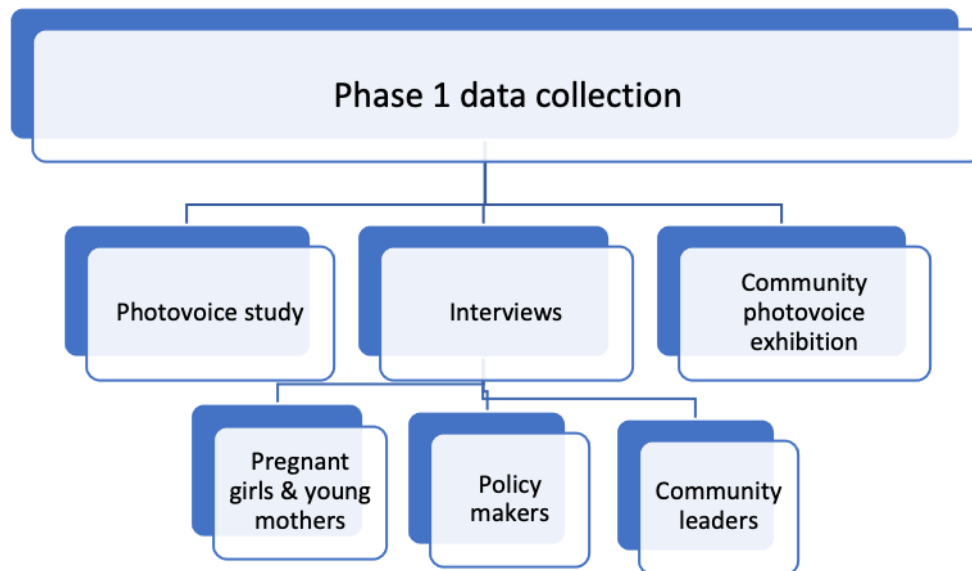 Phase 1 data collection
Photovoice study
Interviews
Community
photovoice
exhibition
Pregnant
girls & young
mothers
Policy
makers
Community
leaders